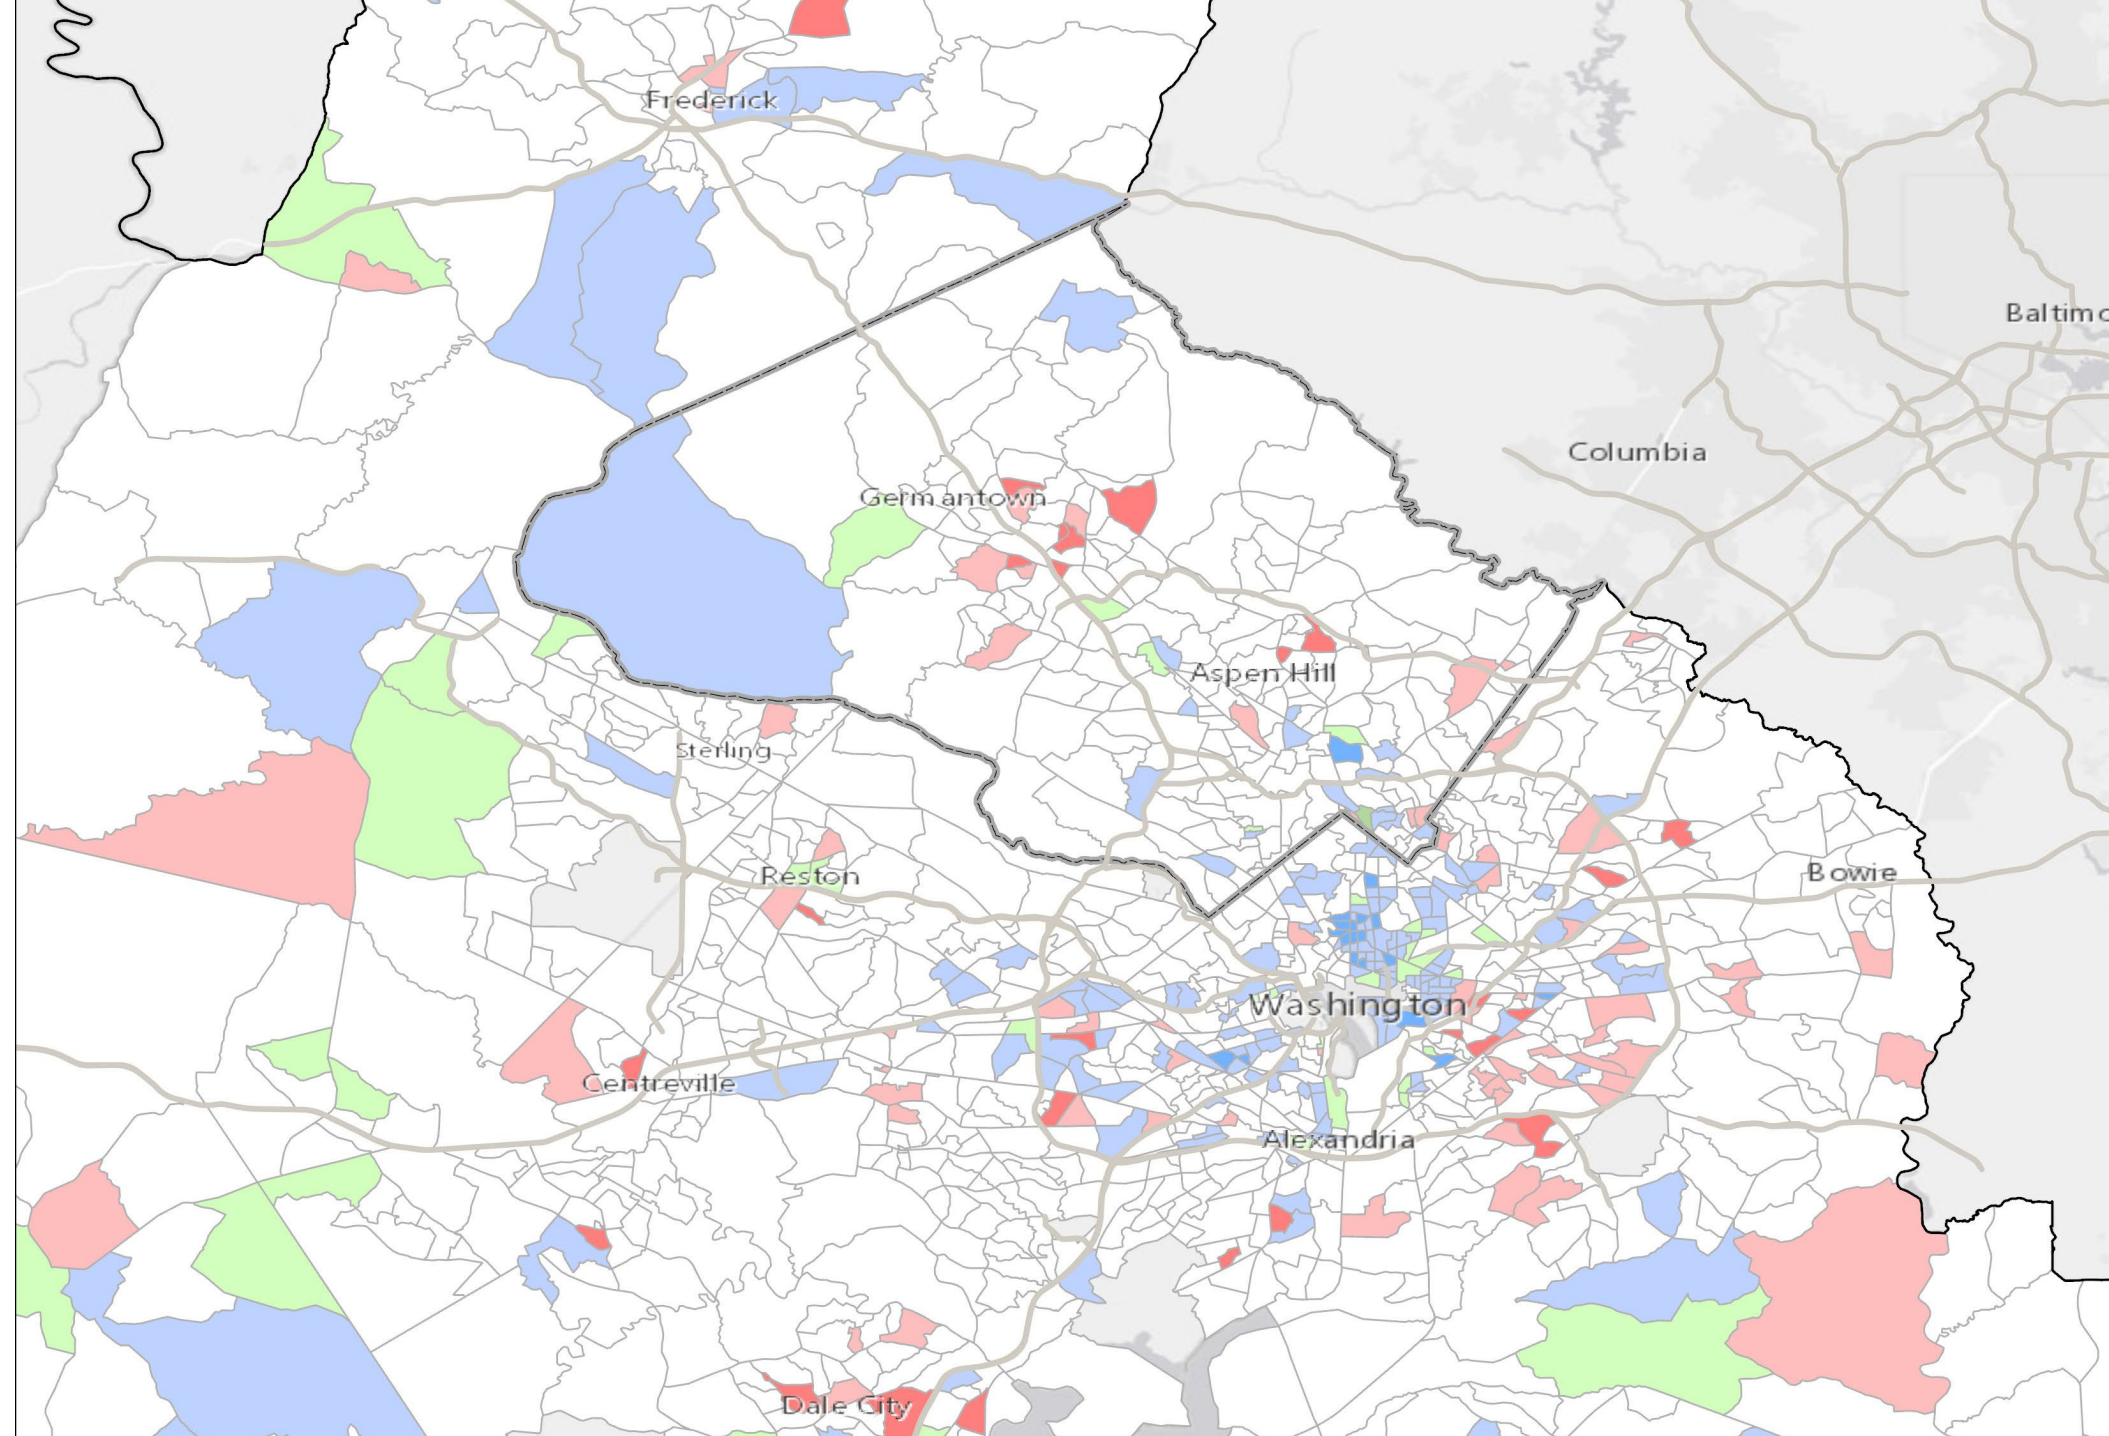 Frederick
Baltimo
Columbia
Germantown
Aspen Hill
Sterling
Reston
Bowie
Washington
Centreville
Alexandria
Dale City